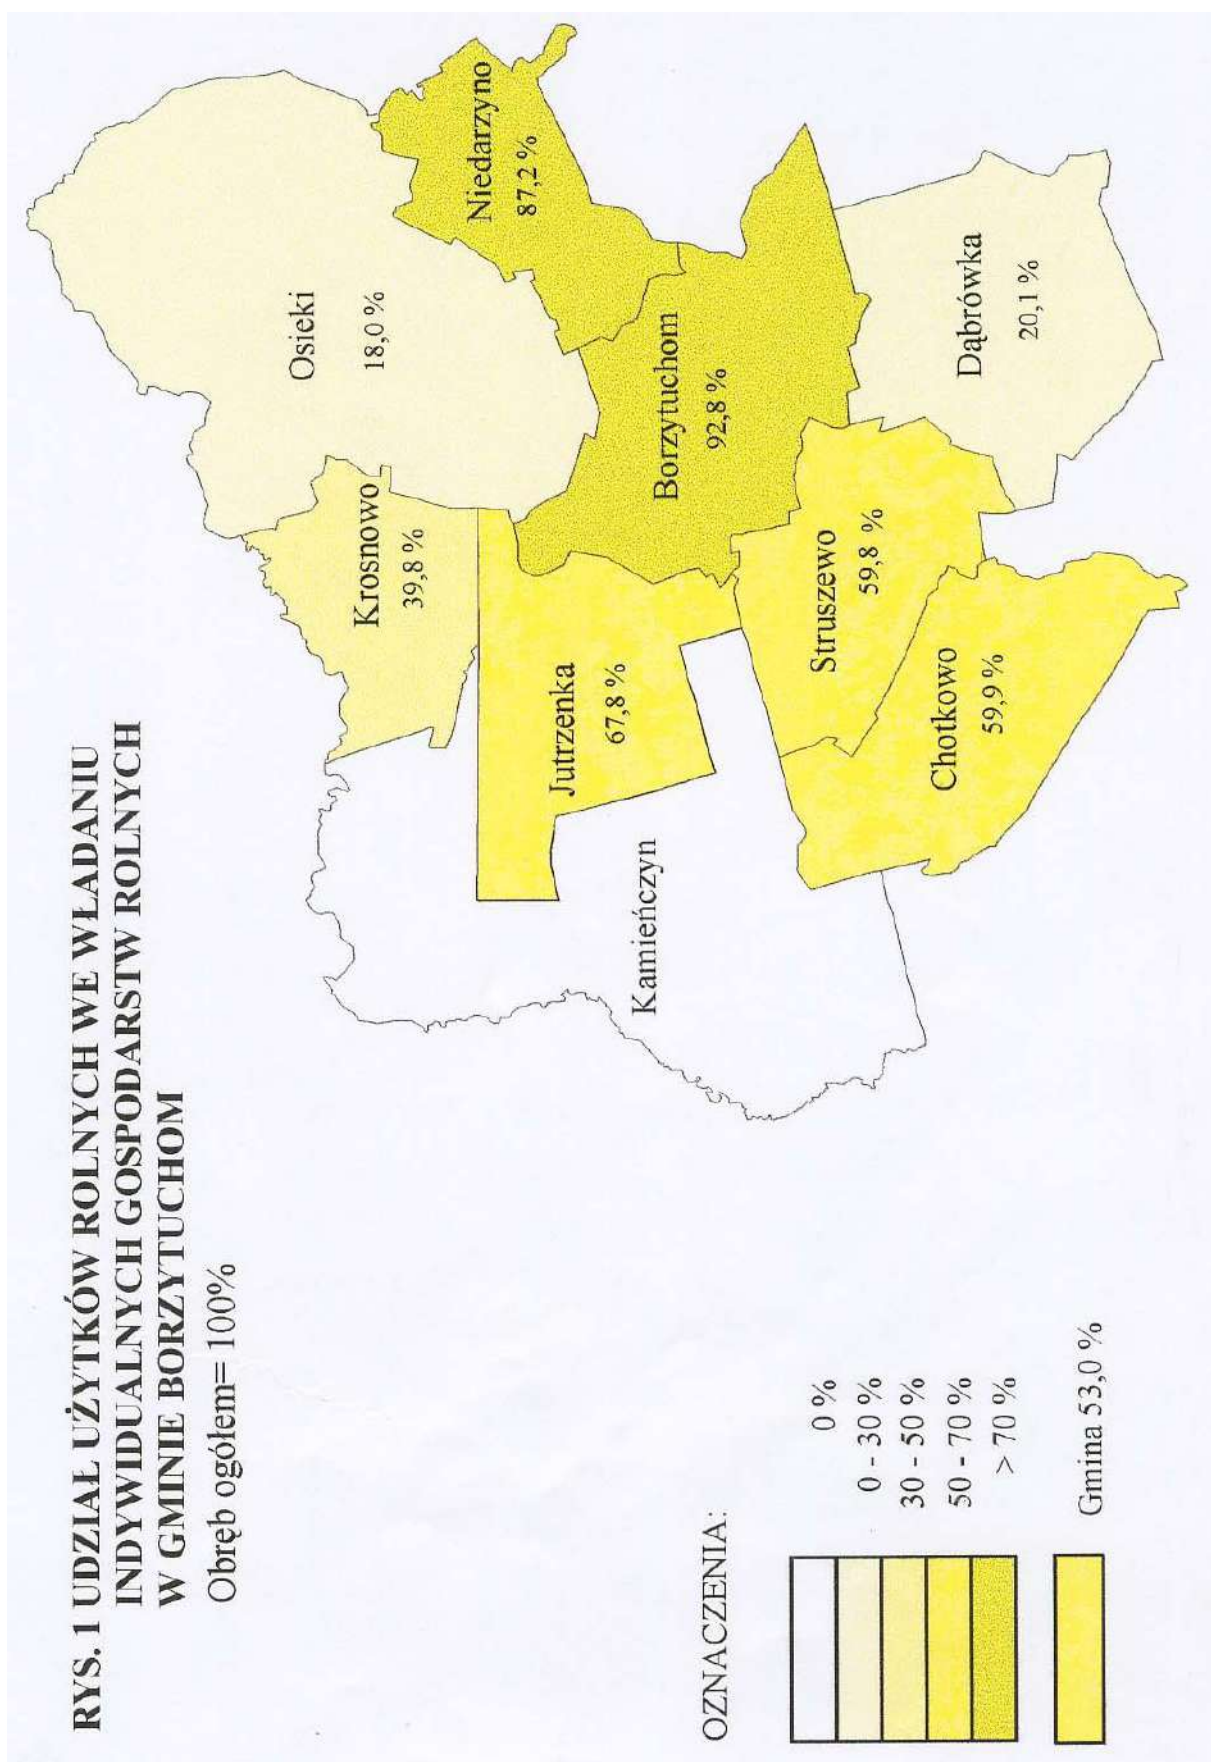 RYS. 1 UDZIAŁ UŻYTKÓW ROLNYCH WE WŁADANIU
INDYWIDUALNYCH GOSPODARSTW ROLNYCH
W GMINIE BORZYTUCHOM
Obręb ogółem= 100%
Osieki
18,0 %
Niedarzyno
87,2 %
Krosnowo
39,8 %
Jutrzenka
67,8 %
Borzytuchom
92,8 %
Kamieńczyn
Struszewo
59,8 %
Dąbrówka
20,1 %
Chotkowo
59,9 %
OZNACZENIA:
0 %
0 - 30 %
30 - 50 %
50 - 70 %
> 70 %
Gmina 53,0 %